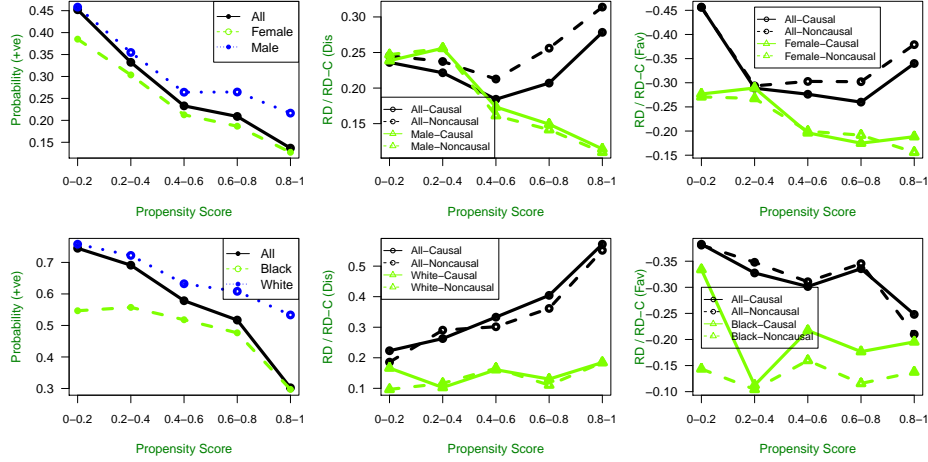 Probability (+ve)
0.45
0.40
0.35
0.30
0.25
0.20
0.15
All
Female
Male
0−0.2
0.2−0.4
0.4−0.6
0.6−0.8
0.8−1
Propensity Score
RD / RD−C (Dis
0.30
0.25
0.20
0.15
All−Causal
All−Noncausal
Male−Causal
Male−Noncausal
0−0.2
0.2−0.4
0.4−0.6
0.6−0.8
0.8−1
Propensity Score
RD / RD−C (Fav)
−0.45
−0.40
−0.35
−0.30
−0.25
−0.20
−0.15
All−Causal
All−Noncausal
Female−Causal
Female−Noncausal
0−0.2
0.2−0.4
0.4−0.6
0.6−0.8
0.8−1
Propensity Score
Probability (+ve)
0.7
0.6
0.5
0.4
0.3
All
Black
White
0−0.2
0.2−0.4
0.4−0.6
0.6−0.8
0.8−1
Propensity Score
RD / RD−C (Dis)
0.5
0.4
0.3
0.2
0.1
All−Causal
All−Noncausal
White−Causal
White−Noncausal
0−0.2
0.2−0.4
0.4−0.6
0.6−0.8
0.8−1
Propensity Score
RD / RD−C (Fav)
−0.35
−0.30
−0.25
−0.20
−0.15
−0.10
All−Causal
All−Noncausal
Black−Causal
Black−Noncausal
0−0.2
0.2−0.4
0.4−0.6
0.6−0.8
0.8−1
Propensity Score